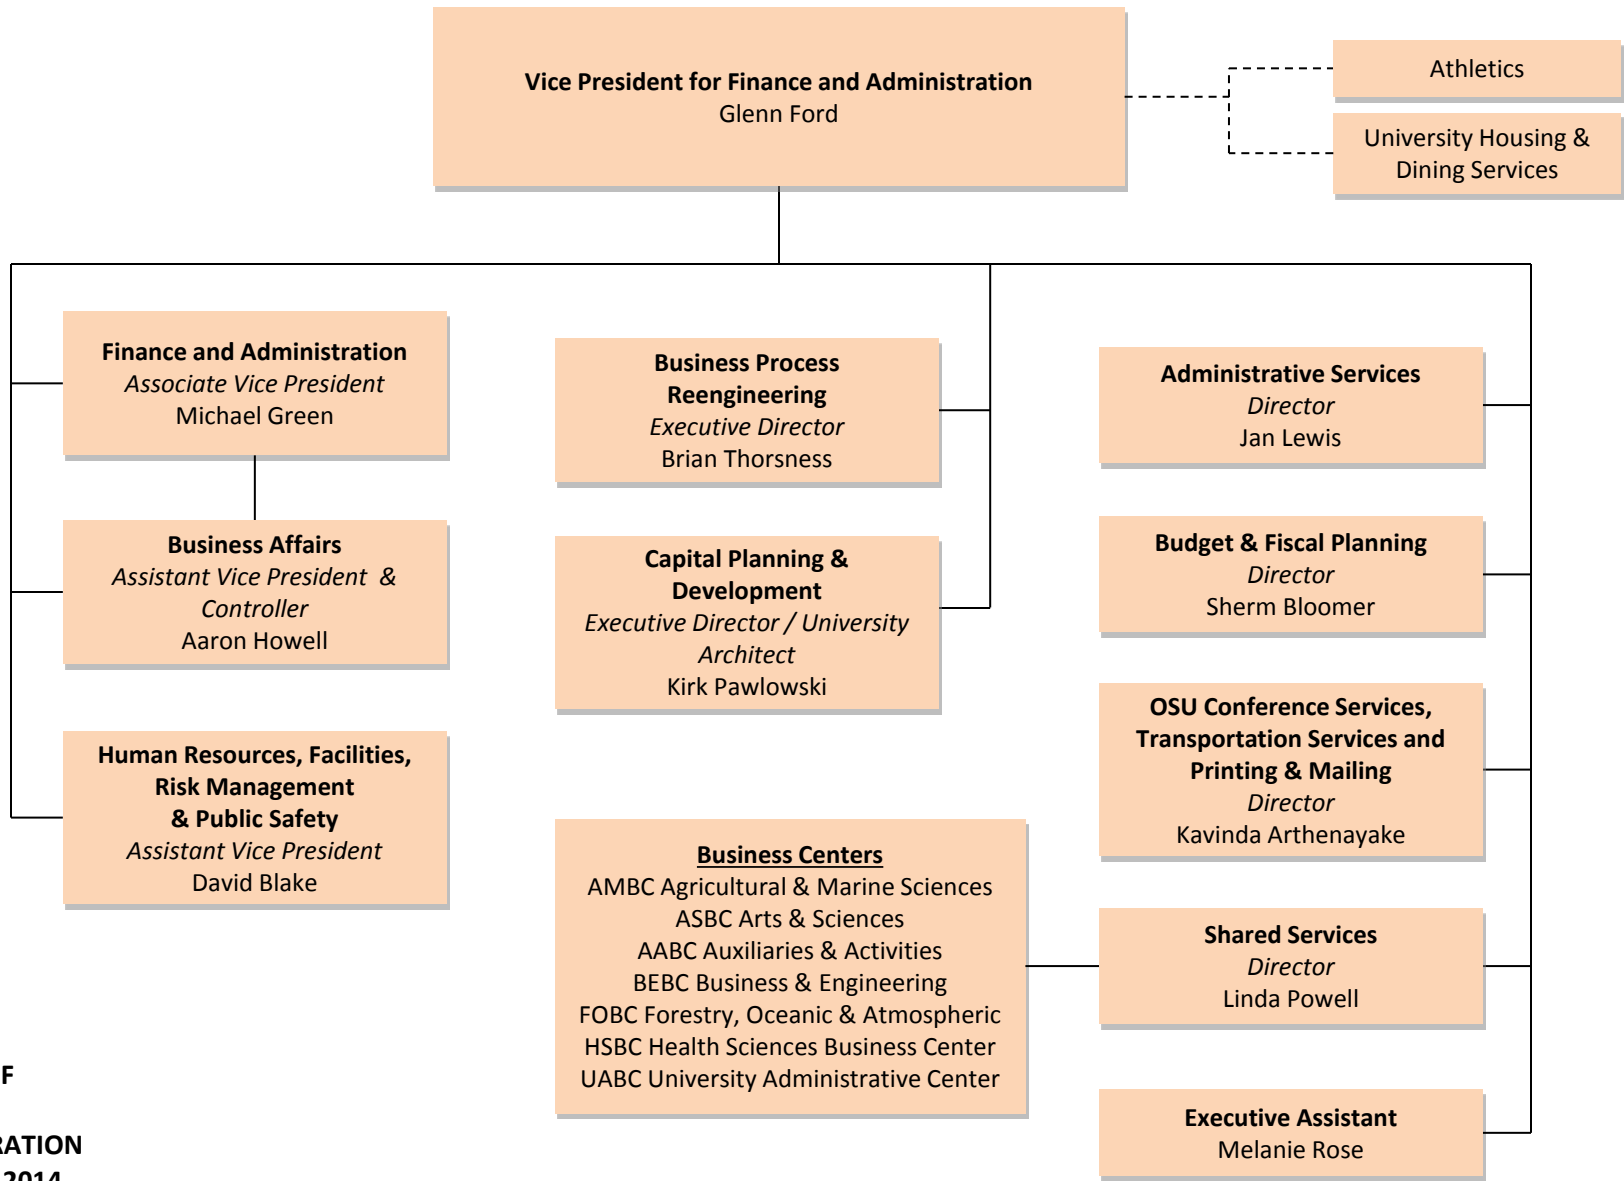 Vice President for Finance and Administration
Glenn Ford
Athletics
University Housing &
Dining Services
Finance and Administration
Associate Vice President
Michael Green
Business Affairs
Assistant Vice President &
Controller
Aaron Howell
Human Resources, Facilities,
Risk Management
& Public Safety
Assistant Vice President
David Blake
Business Process
Reengineering
Executive Director
Brian Thorsness
Capital Planning &
Development
Executive Director / University
Architect
Kirk Pawlowski
Business Centers
AMBC Agricultural & Marine Sciences
ASBC Arts & Sciences
AABC Auxiliaries & Activities
BEBC Business & Engineering
FOBC Forestry, Oceanic & Atmospheric
HSBC Health Sciences Business Center
UABC University Administrative Center
Administrative Services
Director
Jan Lewis
Budget & Fiscal Planning
Director
Sherm Bloomer
OSU Conference Services,
Transportation Services and
Printing & Mailing
Director
Kavinda Arthenayake
Shared Services
Director
Linda Powell
Executive Assistant
Melanie Rose
F
RATION
2014